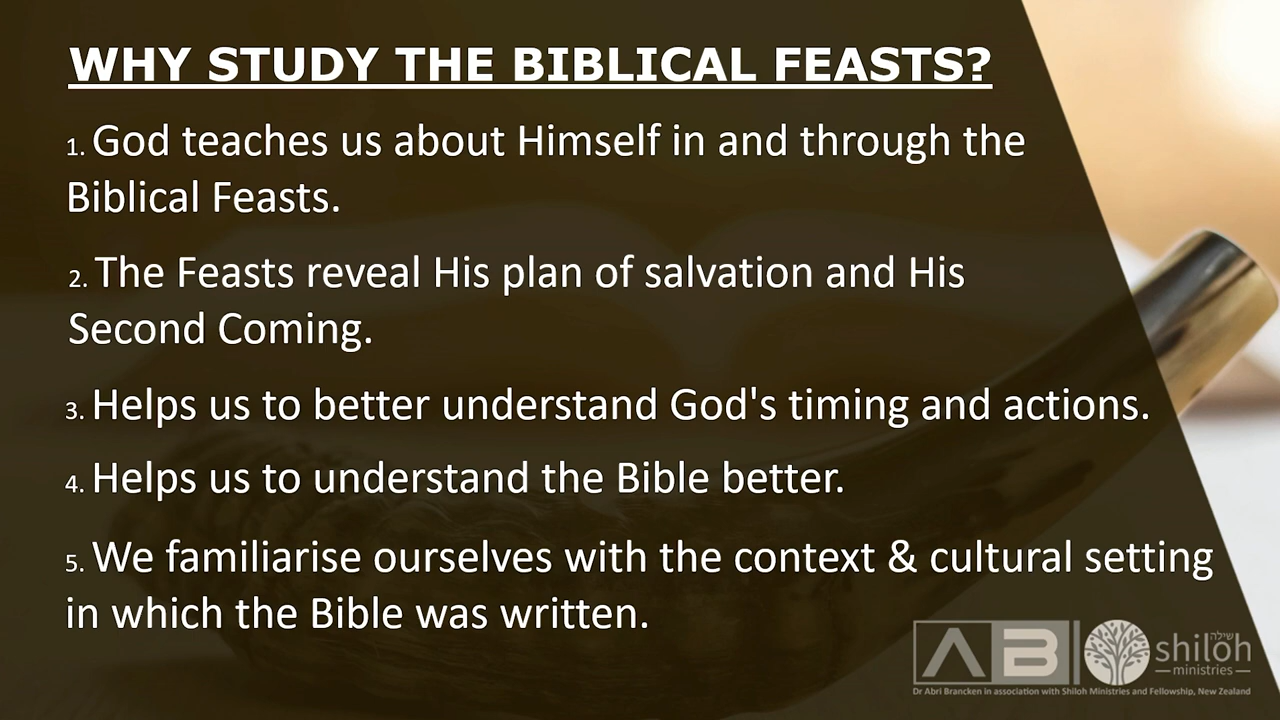 WHY STUDY THE BIBLICAL FEASTS?
1. God teaches us about Himself in and through the
Biblical Feasts.
2. The Feasts reveal His plan of salvation and His
Second Coming.
3. Helps us to better understand God's timing and actions.
4. Helps us to understand the Bible better.
5. We familiarise ourselves with the context & cultural setting
in which the Bible was written.
AB
שילה
shiloh
ministries
Dr Abri Brancken in association with Shiloh Ministries and Fellowship, New Zealand